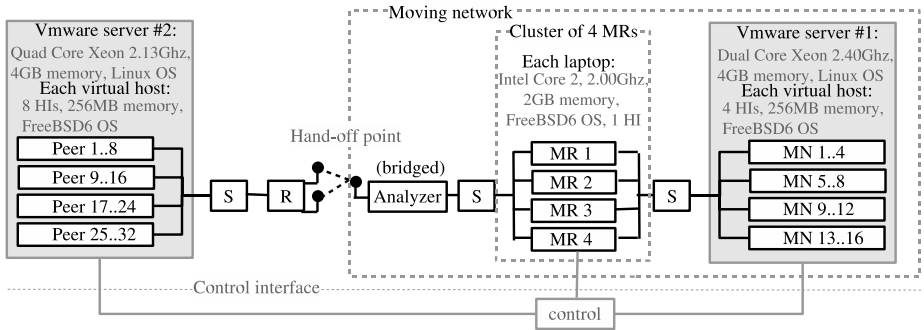 Moving network
Vmware server #2:
Quad Core Xeon 2.13Ghz,
4GB memory, Linux OS
Each virtual host:
8 HIs, 256MB memory,
FreeBSD6 OS
Peer 1..8
Peer 9..16
Peer 17..24
Peer 25..32
S
R
Hand-off point
(bridged)
Analyzer
S
Cluster of 4 MRs
Each laptop:
Intel Core 2, 2.00Ghz,
2GB memory,
FreeBSD6 OS, 1 HI
MR 1
MR 2
MR 3
MR 4
S
Vmware server #1:
Dual Core Xeon 2.40Ghz,
4GB memory, Linux OS
Each virtual host:
4 HIs, 256MB memory,
FreeBSD6 OS
MN 1..4
MN 5..8
MN 9..12
MN 13..16
Control interface
control